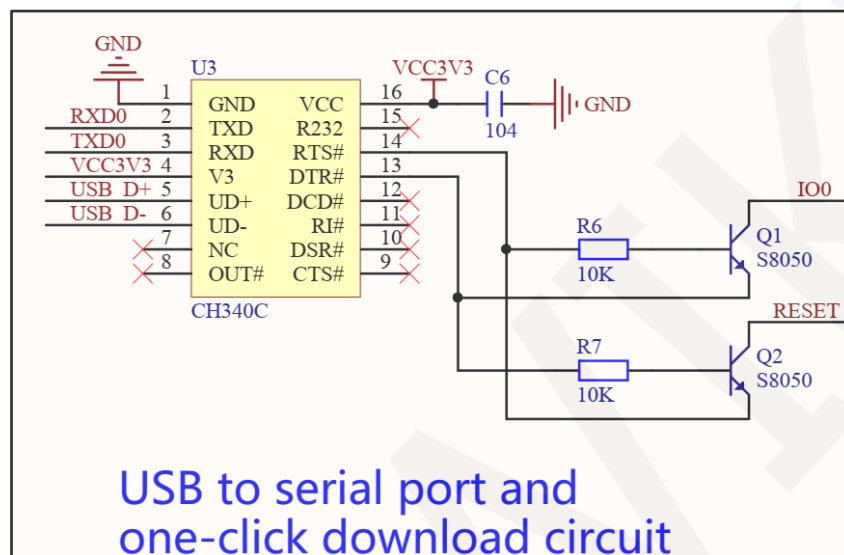 GND
U3
VCC3V3
C6
GND
104
1 GND VCC 16
RXD0 2 TXD R232 15
TXD0 3 RXD RTS# 14
VCC3V3 4 V3 DTR# 13
USB D+ 5 UD+ DCD# 12
USB D- 6 UD- RI# 11
7 NC DSR# 10
8 OUT# CTS# 9
CH340C
IO0
R6
10K
Q1
S8050
RESET
R7
10K
Q2
S8050
USB to serial port and
one-click download circuit